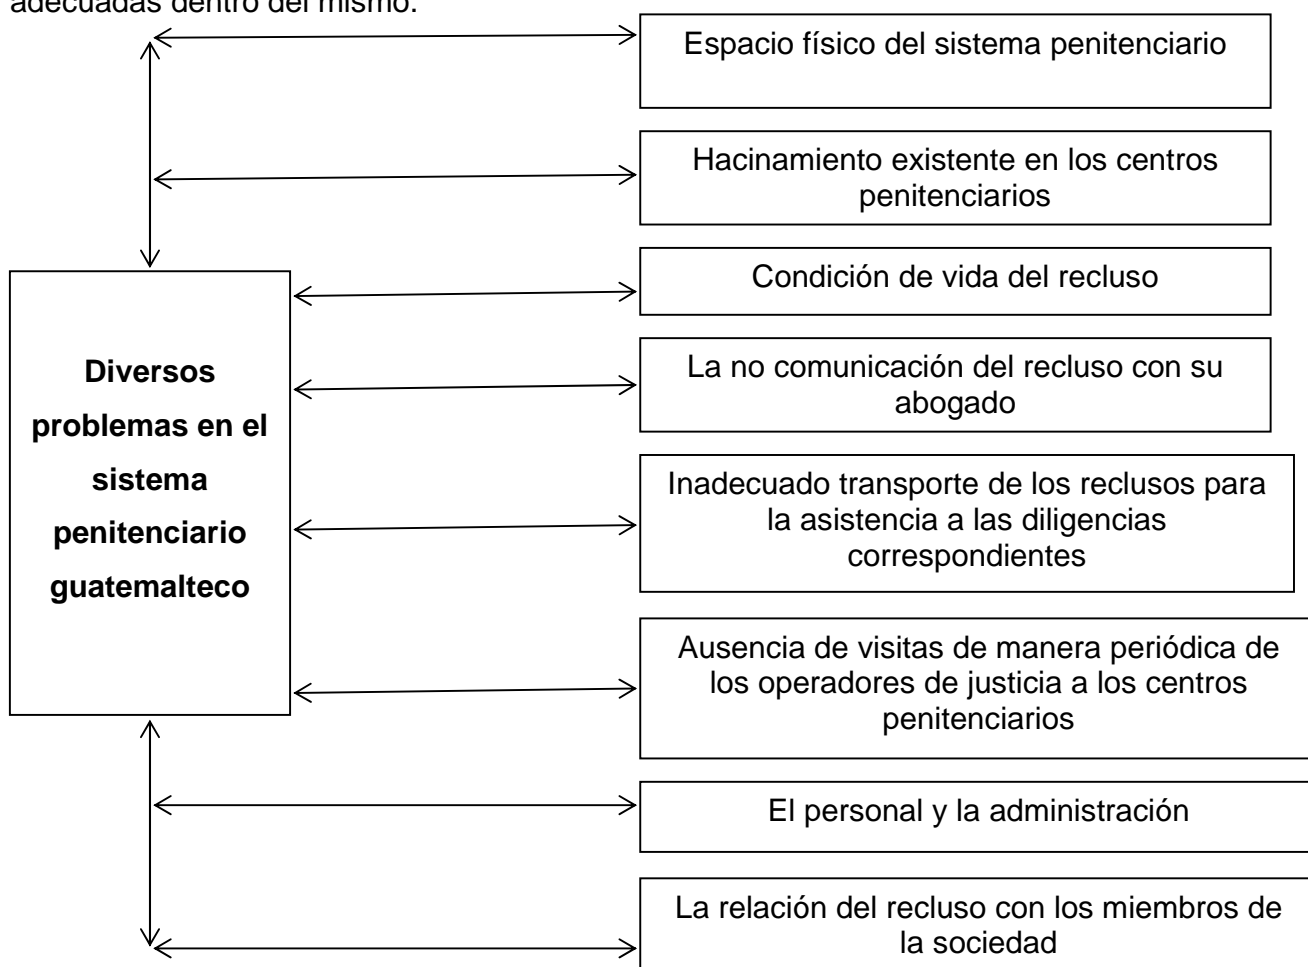 adecuadas dentro del mismo.
Espacio físico del sistema penitenciario
Hacinamiento existente en los centros
penitenciarios
Condición de vida del recluso
La no comunicación del recluso con su
abogado
Diversos
problemas en el
sistema
penitenciario
guatemalteco
Inadecuado transporte de los reclusos para
la asistencia a las diligencias
correspondientes
Ausencia de visitas de manera periódica de
los operadores de justicia a los centros
penitenciarios
El personal y la administración
La relación del recluso con los miembros de
la sociedad